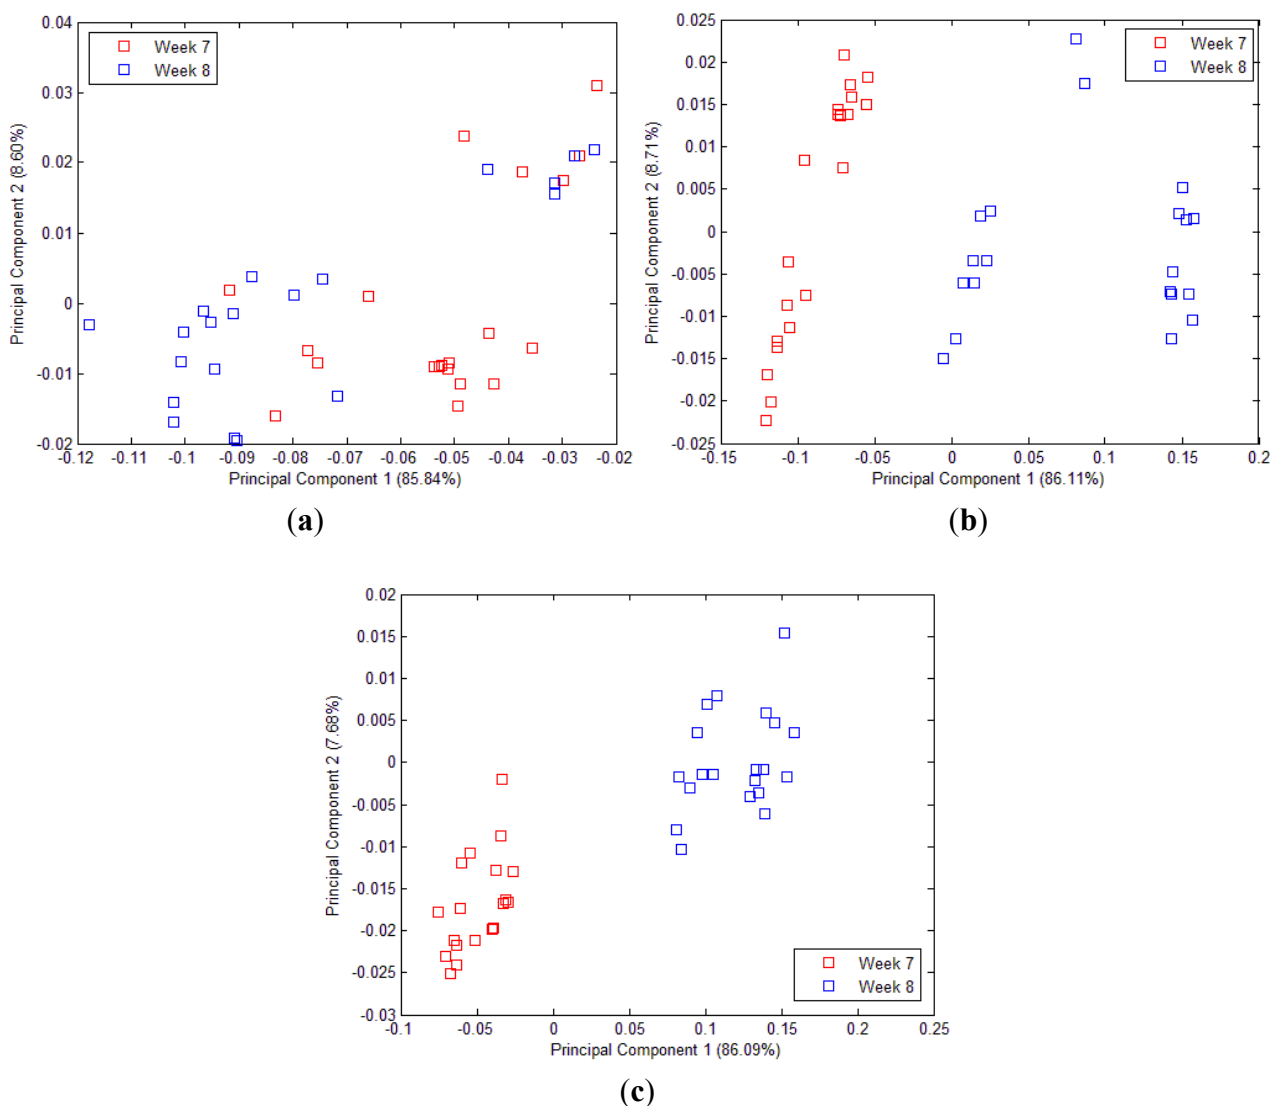 0.04
0.03
0.02
0.01
0
-0.01
-0.02
Principal Component 2 (8.60%)
Week 7
Week 8
-0.12 -0.11 -0.1 -0.09 -0.08 -0.07 -0.06 -0.05 -0.04 -0.03 -0.02
Principal Component 1 (85.84%)
(a)
0.025
0.02
0.015
0.01
0.005
0
-0.005
-0.01
-0.015
-0.02
-0.025
Principal Component 2 (8.71%)
Week 7
Week 8
-0.15 -0.1 -0.05 0 0.05 0.1 0.15 0.2
Principal Component 1 (86.11%)
(b)
0.02
0.015
0.01
0.005
0
-0.005
-0.01
-0.015
-0.02
-0.025
-0.03
Principal Component 2 (7.68%)
Week 7
Week 8
-0.1 -0.05 0 0.05 0.1 0.15 0.2 0.25
Principal Component 1 (86.09%)
(c)